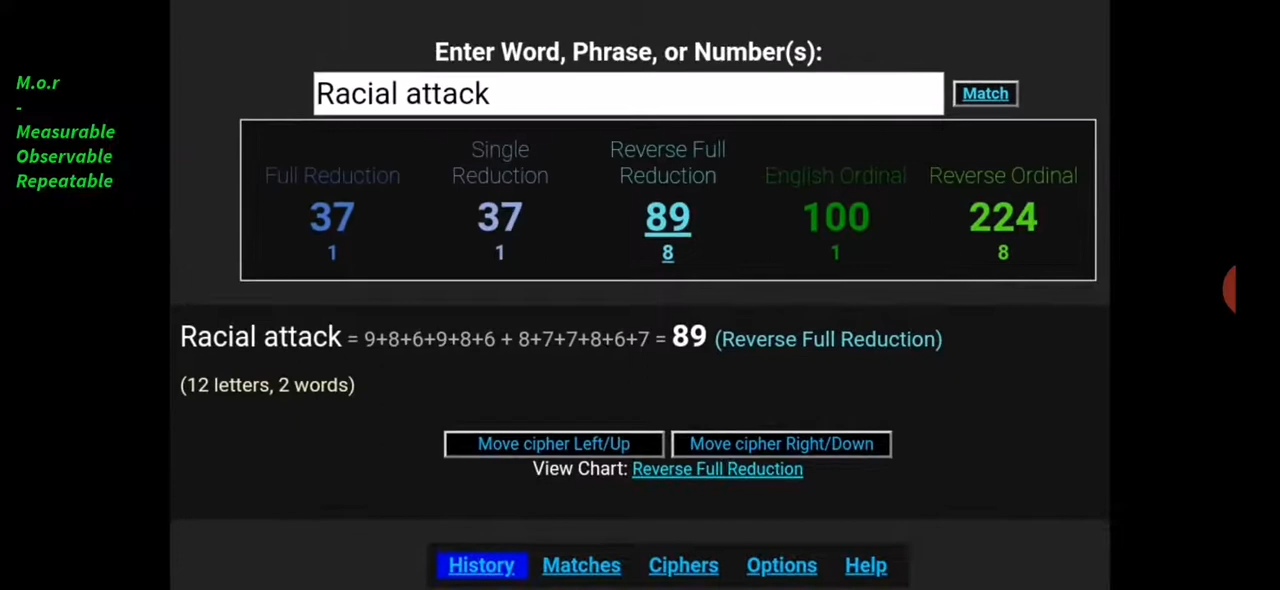 Enter Word, Phrase, or Number(s):
M.o.r
-
Measurable
Observable
Repeatable
Racial attack
Match
Full Reduction
Single Reduction
Reverse Full Reduction
English Ordinal
Reverse Ordinal
37 37 89 100 224
1 1 8 1 8
Racial attack = 9+8+6+9+8+6 + 8+7+7+8+6+7 = 89 (Reverse Full Reduction)
(12 letters, 2 words)
Move cipher Left/Up Move cipher Right/Down
View Chart: Reverse Full Reduction
History Matches Ciphers Options Help